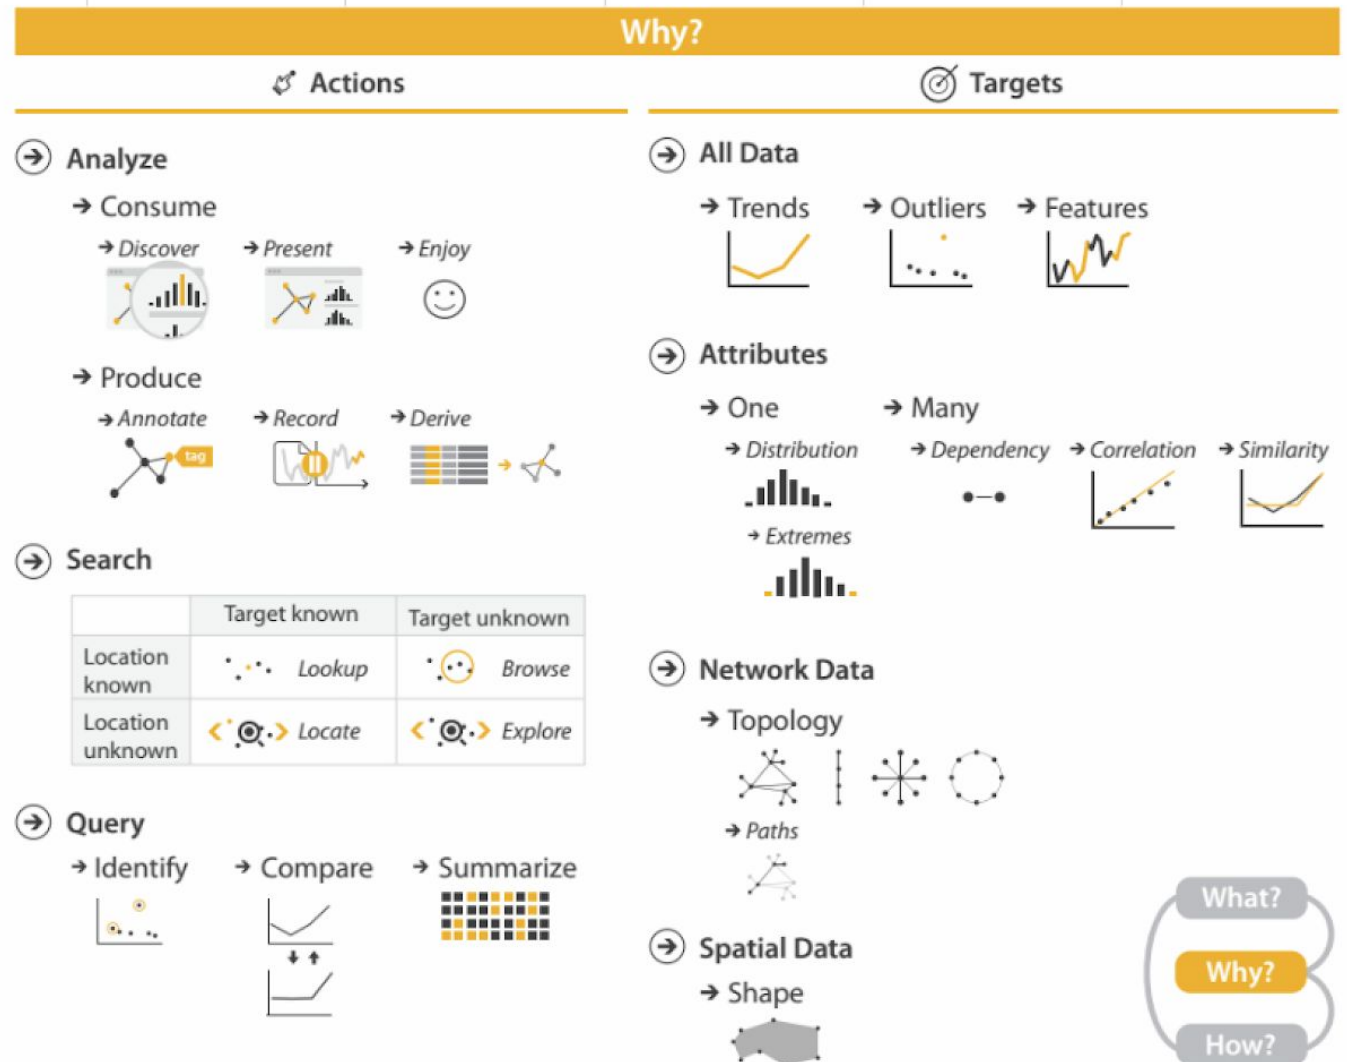 Why?
Actions
Analyze
Consume
Discover Present Enjoy
Produce
Annotate Record Derive
tag
Search
Target known Target unknown
Location known Lookup Browse
Location unknown Locate Explore
Query
Identify Compare Summarize
Targets
All Data
Trends Outliers Features
Attributes
One Many
Distribution Dependency Correlation Similarity
Extremes
Network Data
Topology
Paths
Spatial Data
Shape
What?
Why?
How?